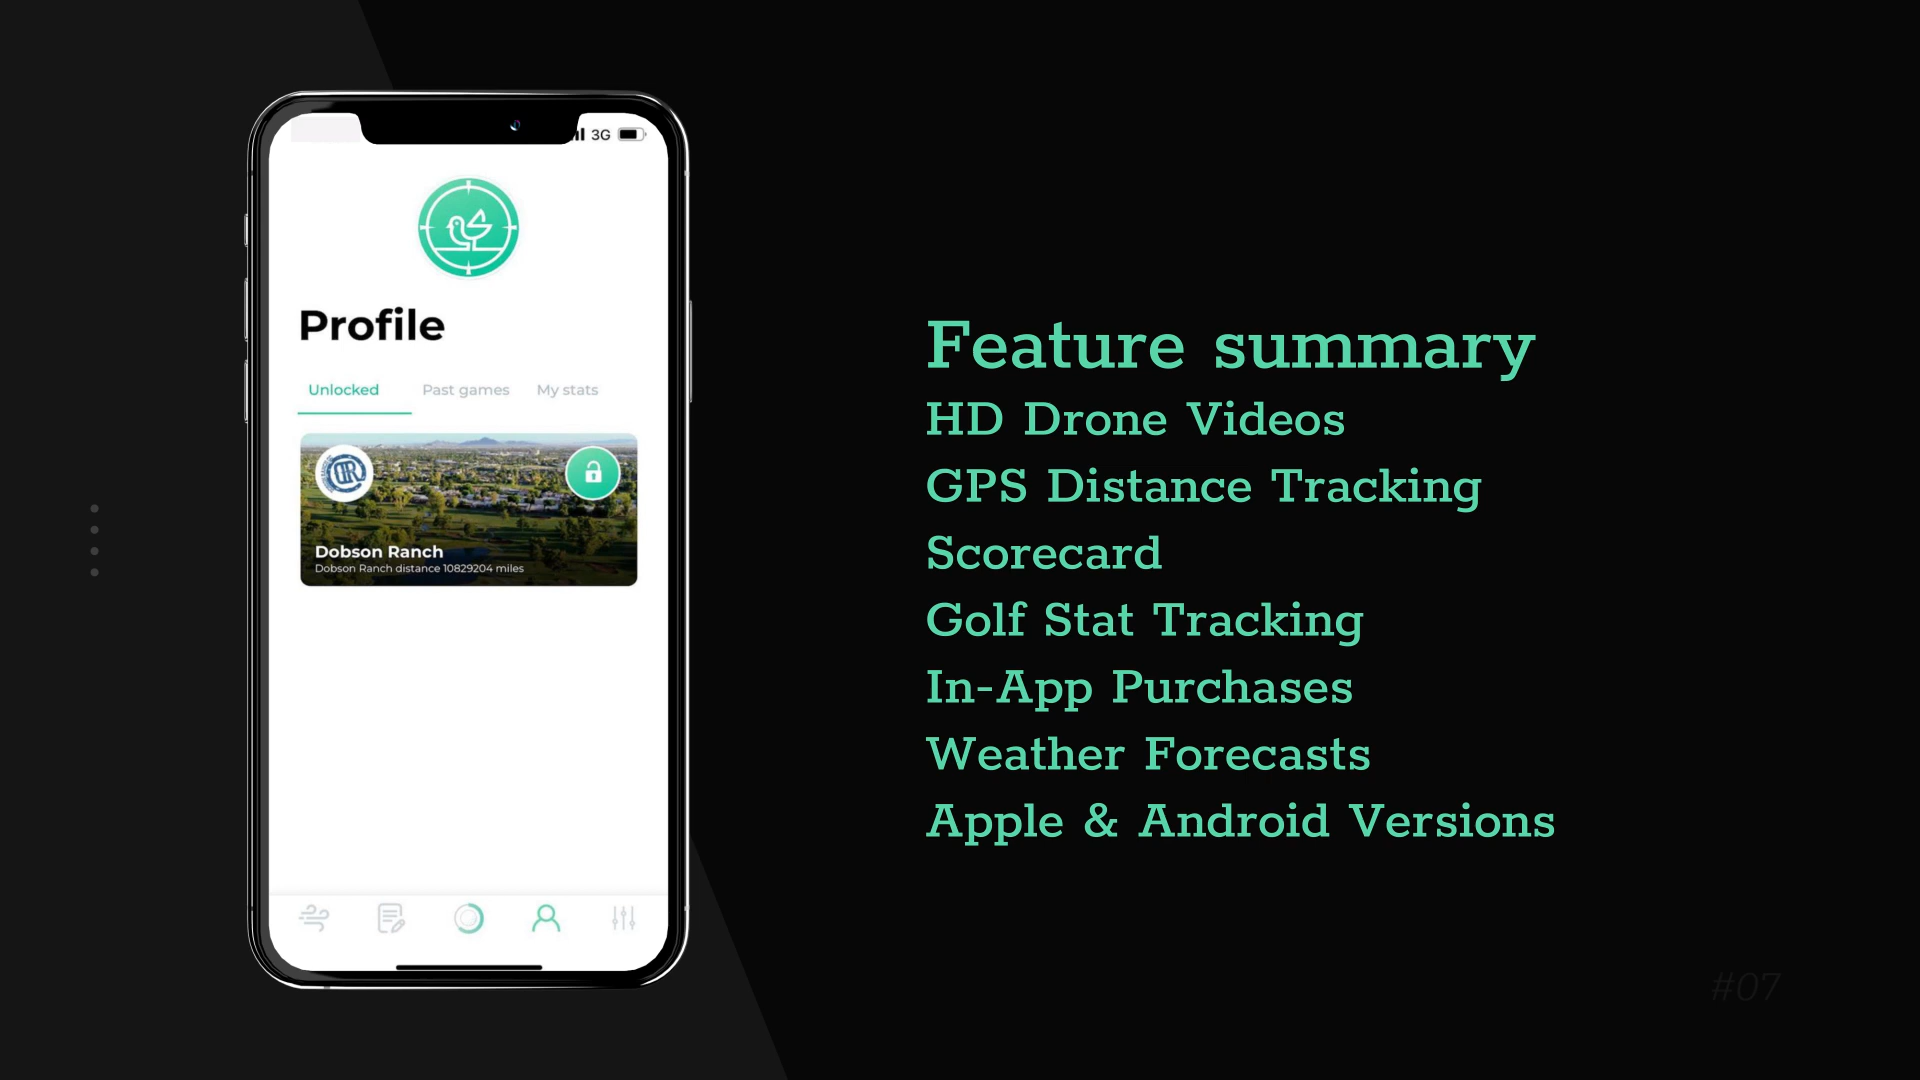 3G
Profile
Unlocked Past games My stats
DR
Dobson Ranch
Dobson Ranch distance 10829204 miles
Feature summary
HD Drone Videos
GPS Distance Tracking
Scorecard
Golf Stat Tracking
In-App Purchases
Weather Forecasts
Apple & Android Versions
#07